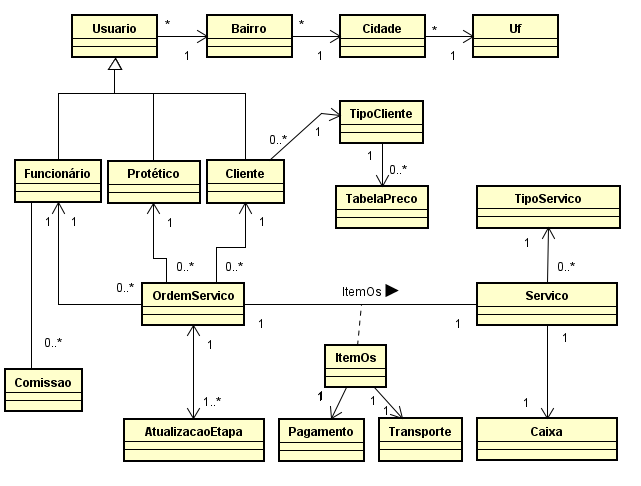 Usuario
*
1
Bairro
*
1
Cidade
*
1
Uf
TipoCliente
0..*
1
1
0..*
Funcionário
Protético
Cliente
TabelaPreco
TipoServico
1
1
1
1
1
0..*
0..*
0..*
0..*
OrdemServico
ItemOs
Servico
1
1
1
1
0..*
ItemOs
Comissao
1..*
1
1
1
1
1
AtualizacaoEtapa
Pagamento
Transporte
Caixa